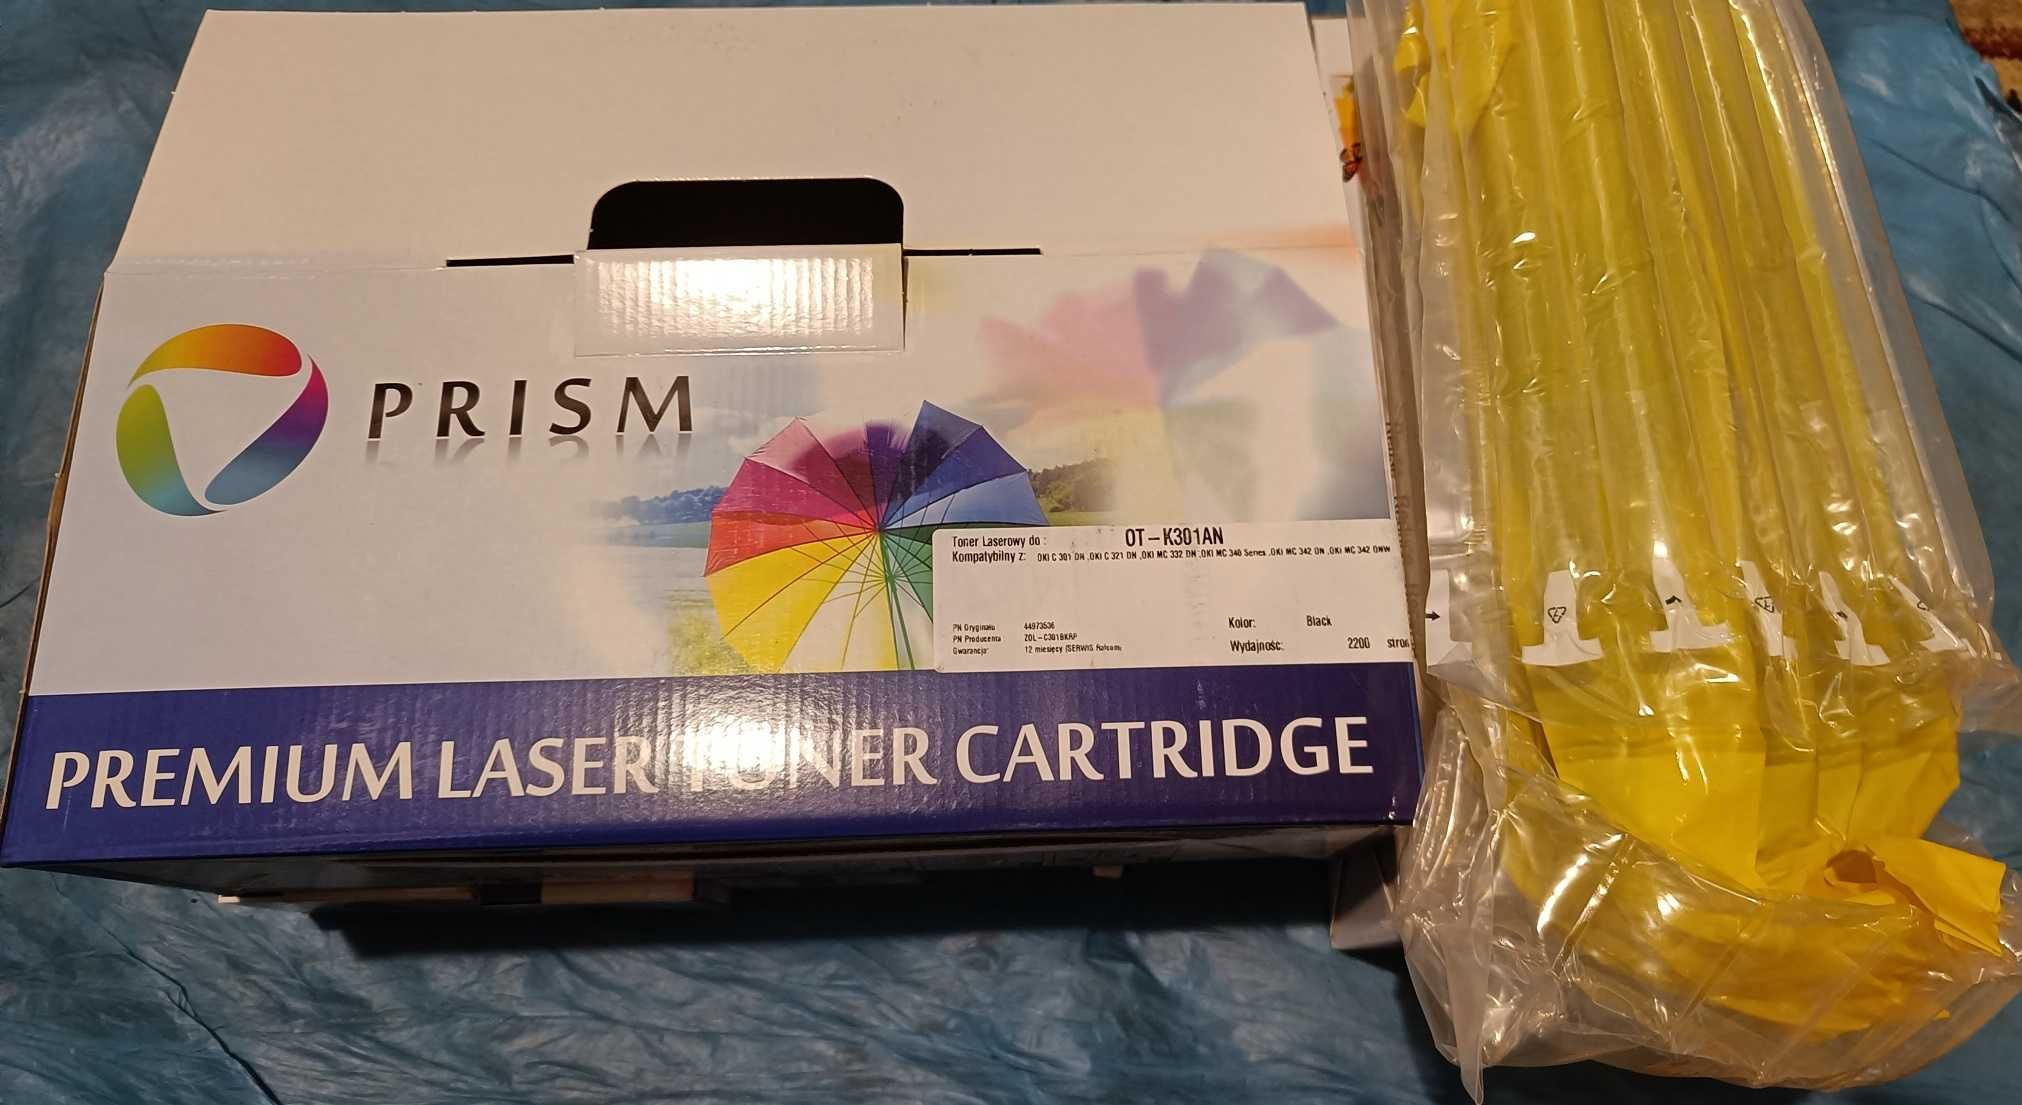 PRISM
Toner Laserowy do : OT-K301AN
Kompatybilny z: OKI C 301 DN ,OKI C 321 DN ,OKI MC 332 DN ,OKI MC 340 Series ,OKI MC 342 DN ,OKI MC 342 DNW
PN Oryginału 44973536
PN Producenta ZOL-C301BKRP
Gwarancja: 12 miesięcy (SERWIS Ralcom)
Kolor: Black
Wydajność: 2200 stron
PREMIUM LASER TONER CARTRIDGE